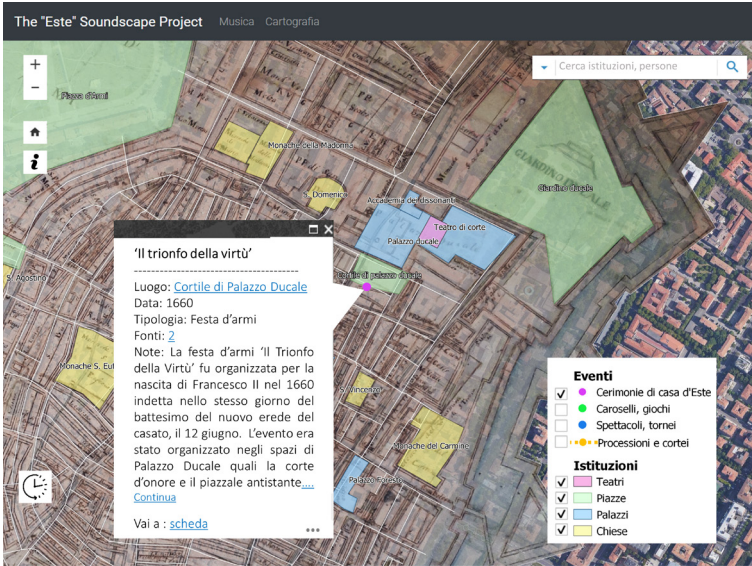 The "Este" Soundscape Project Musica Cartografia
Cerca istituzioni, persone
Piazza d'Armi
Monache della Madonna
S. Domenico
Accademia dei dissonanti
Giardino ducale
GIARDINO DUCALE
Teatro di corte
Palazzo ducale
Cortile di palazzo ducale
S. Agostino
Monache S. Eut
S. Vincenzo
Monache del Carmine
Palazzo Foresto
'Il trionfo della virtù'
----------------------------------------
Luogo: Cortile di Palazzo Ducale
Data: 1660
Tipologia: Festa d'armi
Fonti: 2
Note: La festa d'armi 'Il Trionfo
della Virtù' fu organizzata per la
nascita di Francesco II nel 1660
indetta nello stesso giorno del
battesimo del nuovo erede del
casato, il 12 giugno. L'evento era
stato organizzato negli spazi di
Palazzo Ducale quali la corte
d'onore e il piazzale antistante....
Continua
Vai a : scheda
Eventi
Cerimonie di casa d'Este
Caroselli, giochi
Spettacoli, tornei
Processioni e cortei
Istituzioni
Teatri
Piazze
Palazzi
Chiese